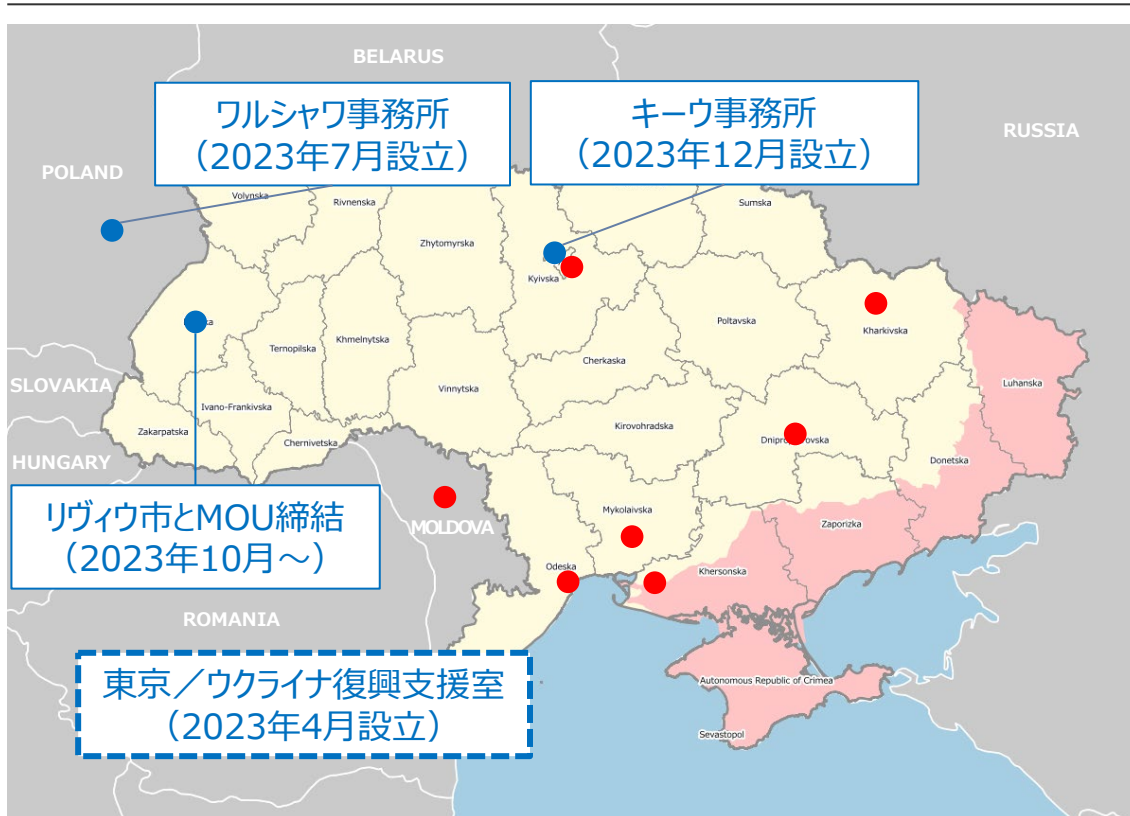 BELARUS
ワルシャワ事務所
（2023年7月設立）
キーウ事務所
（2023年12月設立）
RUSSIA
POLAND
Volynska
Rivnenska
Zhytomyrska
Kyivska
Sumska
Poltavska
Kharkivska
Ternopilska
Khmelnytska
Cherkaska
Vinnytska
Luhanska
SLOVAKIA
Ivano-Frankivska
Zakarpatska
Chernivetska
Kirovohradska
Donetska
HUNGARY
リヴィウ市とMOU締結
（2023年10月～）
MOLDOVA
Mykolaivska
Zaporizka
Odeska
Khersonska
ROMANIA
東京／ウクライナ復興支援室
（2023年4月設立）
Autonomous Republic of Crimea
Sevastopol